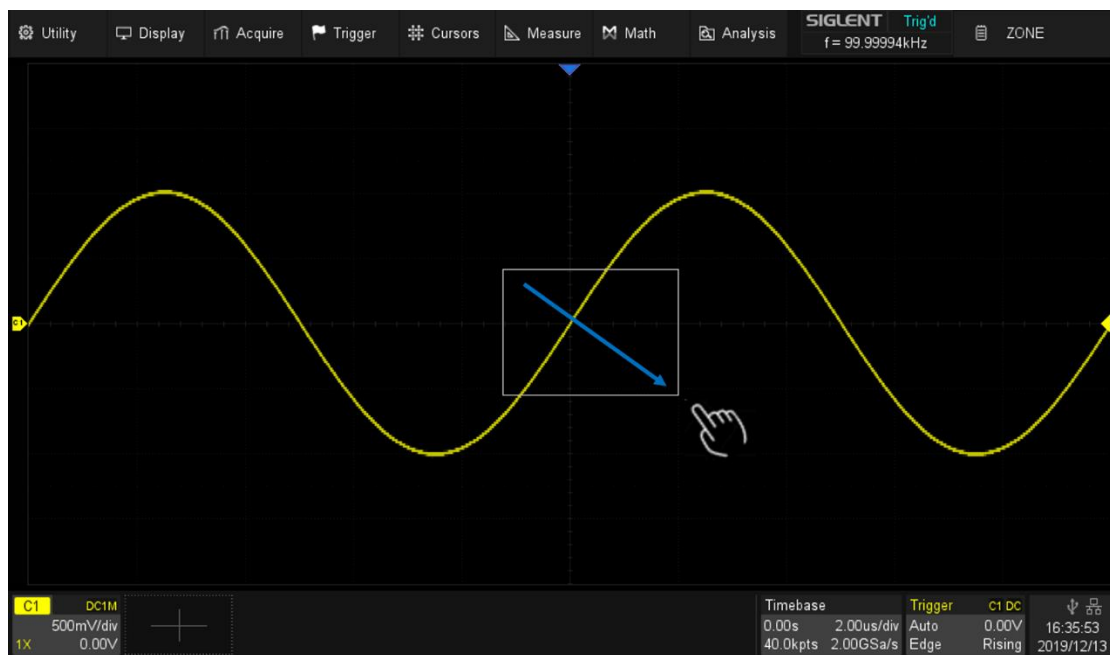 Utility Display Acquire Trigger Cursors Measure Math Analysis SIGLENT Trig'd ZONE
f = 99.99994kHz
C1
C1 DC1M
500mV/div
1X 0.00V
Timebase
0.00s 2.00us/div
40.0kpts 2.00GSa/s
Trigger C1 DC
Auto 0.00V
Edge Rising
16:35:53
2019/12/13